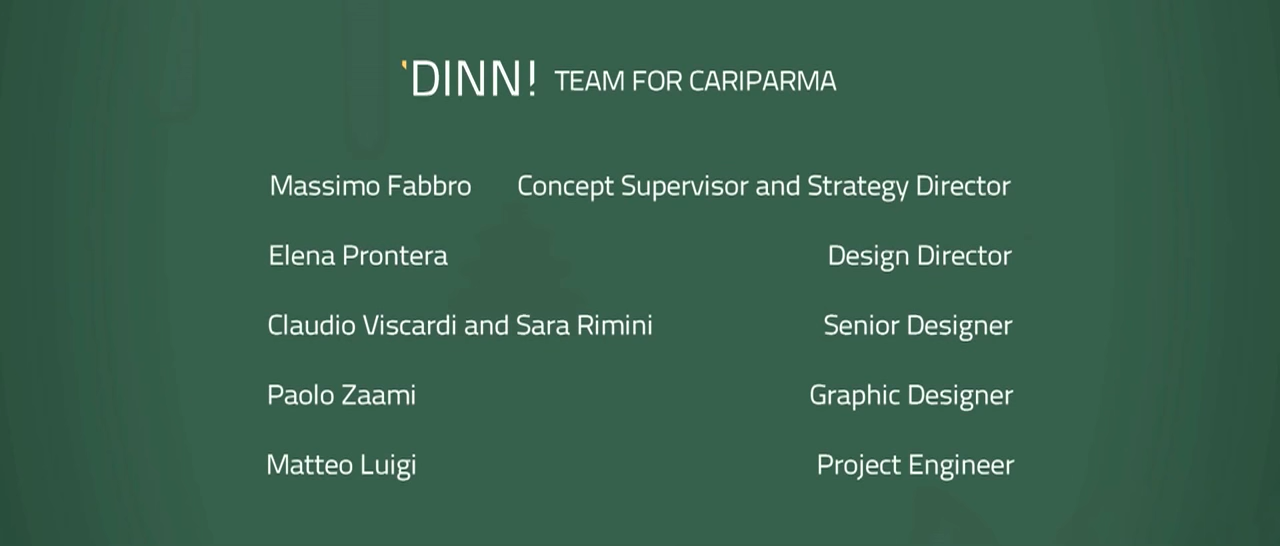 'DINN! TEAM FOR CARIPARMA
Massimo Fabbro Concept Supervisor and Strategy Director
Elena Prontera Design Director
Claudio Viscardi and Sara Rimini Senior Designer
Paolo Zaami Graphic Designer
Matteo Luigi Project Engineer